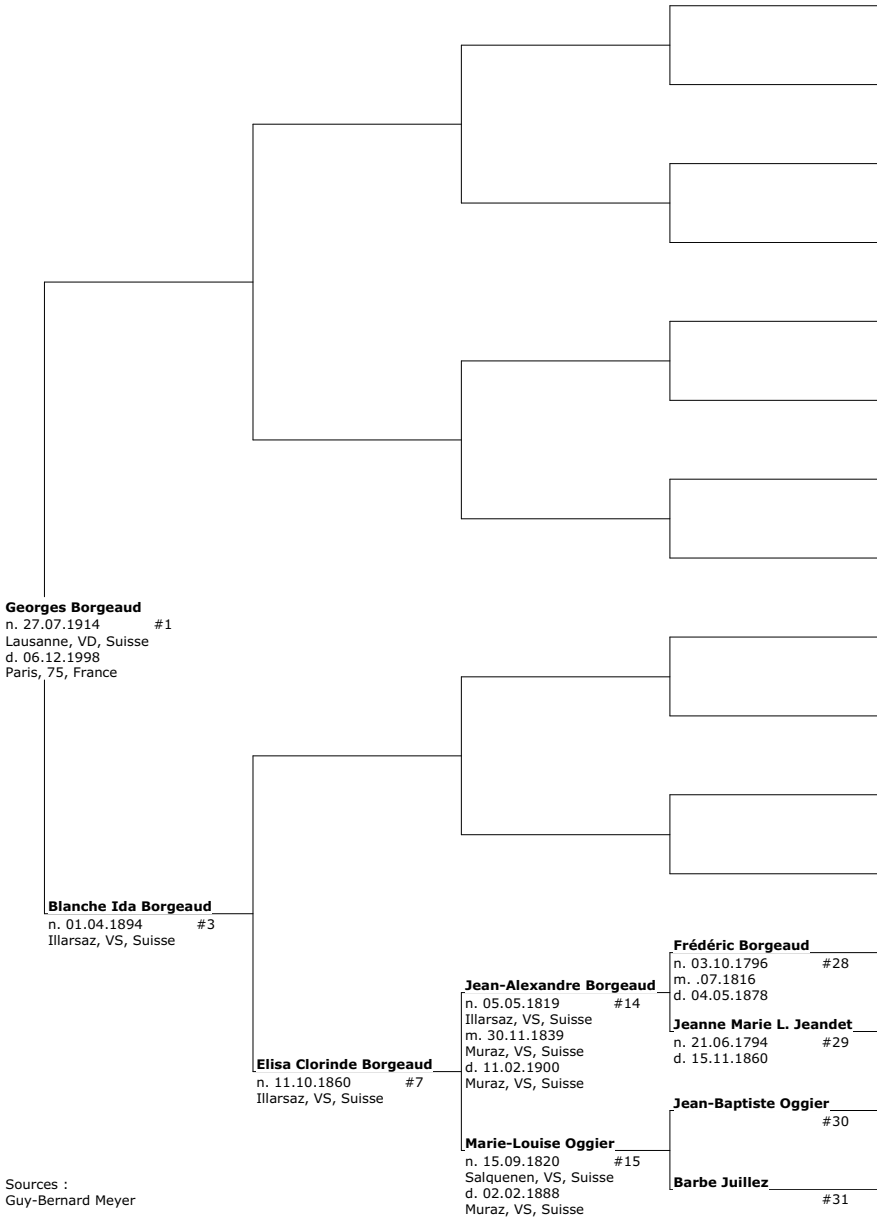 Georges Borgeaud
n. 27.07.1914 #1
Lausanne, VD, Suisse
d. 06.12.1998
Paris, 75, France
Blanche Ida Borgeaud
n. 01.04.1894 #3
Illarsaz, VS, Suisse
Elisa Clorinde Borgeaud
n. 11.10.1860 #7
Illarsaz, VS, Suisse
Jean-Alexandre Borgeaud
n. 05.05.1819 #14
Illarsaz, VS, Suisse
m. 30.11.1839
Muraz, VS, Suisse
d. 11.02.1900
Muraz, VS, Suisse
Marie-Louise Oggier
n. 15.09.1820 #15
Salquenen, VS, Suisse
d. 02.02.1888
Muraz, VS, Suisse
Frédéric Borgeaud
n. 03.10.1796 #28
m. .07.1816
d. 04.05.1878
Jeanne Marie L. Jeandet
n. 21.06.1794 #29
d. 15.11.1860
Jean-Baptiste Oggier
#30
Barbe Juillez
#31
Sources :
Guy-Bernard Meyer